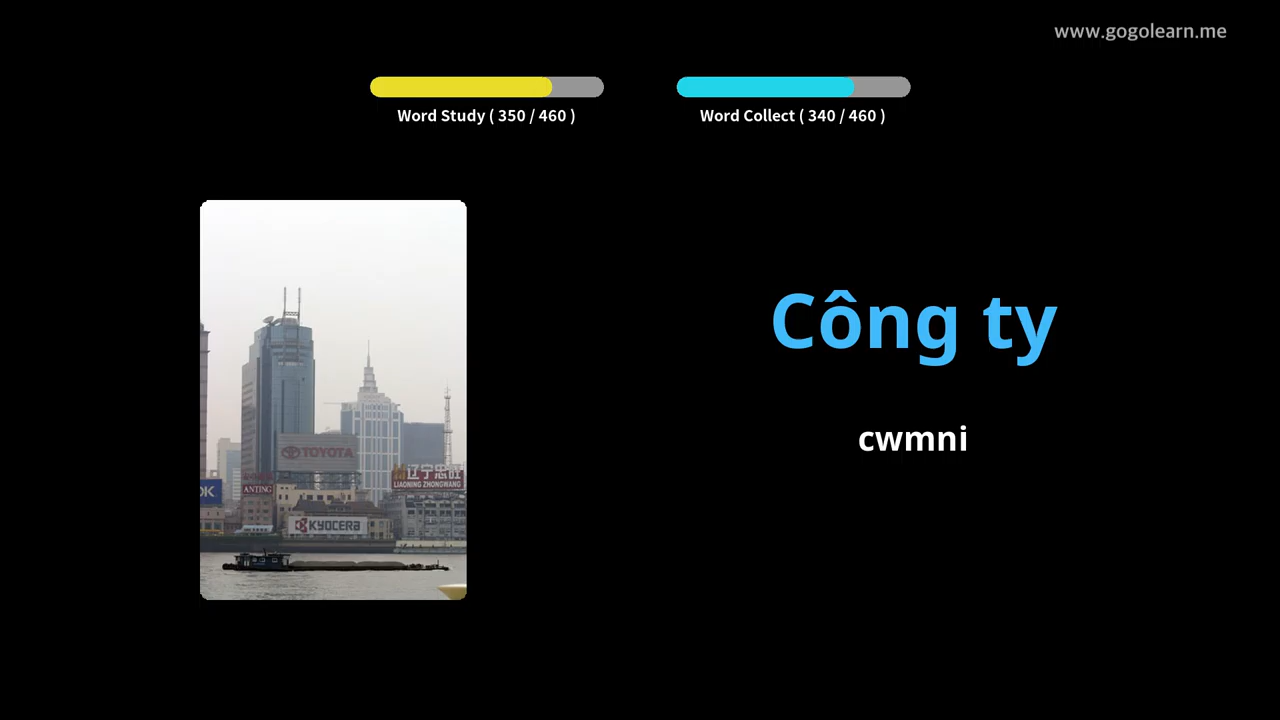 www.gogolearn.me
Word Study ( 350 / 460 )
Word Collect ( 340 / 460 )
Công ty
cwmni
TOYOTA
辽宁忠旺
LIAONING ZHONGWANG
ANTING
KYOCERA